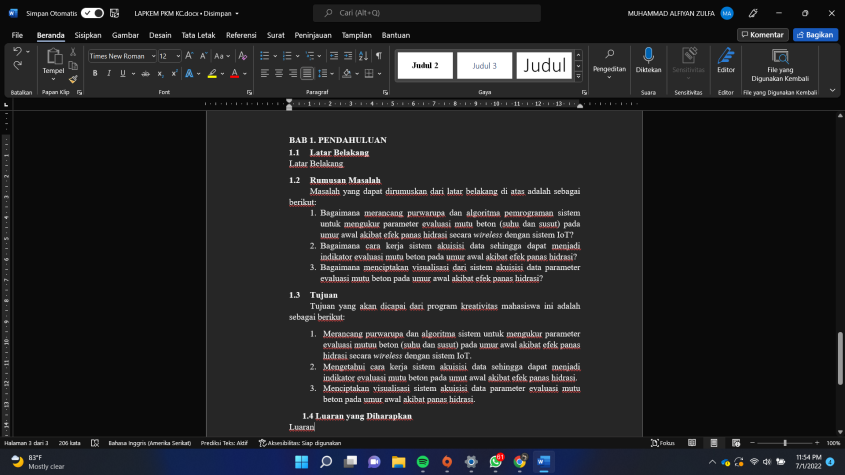 Simpan Otomatis
LAPKEM PKM KC.docx • Disimpan
Cari (Alt+Q)
MUHAMMAD ALFIYAN ZULFA
MA
File Beranda Sisipkan Gambar Desain Tata Letak Referensi Surat Peninjauan Tampilan Bantuan
Komentar
Bagikan
Tempel
Times New Roman
12
Judul 2
Judul 3
Judul
Pengeditan
Diktekan
Sensitivitas
Editor
File yang
Digunakan Kembali
Batalkan
Papan Klip
Font
Paragraf
Gaya
Suara
Sensitivitas
Editor
File yang Digunakan Kembali
BAB 1. PENDAHULUAN
1.1 Latar Belakang
Latar Belakang
1.2 Rumusan Masalah
Masalah yang dapat dirumuskan dari latar belakang di atas adalah sebagai
berikut:
1. Bagaimana merancang purwarupa dan algoritma pemrograman sistem
untuk mengukur parameter evaluasi mutu beton (suhu dan susut) pada
umur awal akibat efek panas hidrasi secara wireless dengan sistem IoT?
2. Bagaimana cara kerja sistem akuisisi data sehingga dapat menjadi
indikator evaluasi mutu beton pada umur awal akibat efek panas hidrasi?
3. Bagaimana menciptakan visualisasi dari sistem akuisisi data parameter
evaluasi mutu beton pada umur awal akibat efek panas hidrasi?
1.3 Tujuan
Tujuan yang akan dicapai dari program kreativitas mahasiswa ini adalah
sebagai berikut:
1. Merancang purwarupa dan algoritma sistem untuk mengukur parameter
evaluasi mutuu beton (suhu dan susut) pada umur awal akibat efek panas
hidrasi secara wireless dengan sistem IoT.
2. Mengetahui cara kerja sistem akuisisi data sehingga dapat menjadi
indikator evaluasi mutu beton pada umut awal akibat efek panas hidrasi.
3. Menciptakan visualisasi sistem akuisisi data parameter evaluasi mutu
beton pada umur awal akibat panas hidrasi.
1.4 Luaran yang Diharapkan
Luaran
Halaman 3 dari 3 206 kata Bahasa Inggris (Amerika Serikat) Prediksi Teks: Aktif Aksesibilitas: Siap digunakan
Fokus
100%
83°F
Mostly clear
61
11:54 PM
7/1/2022